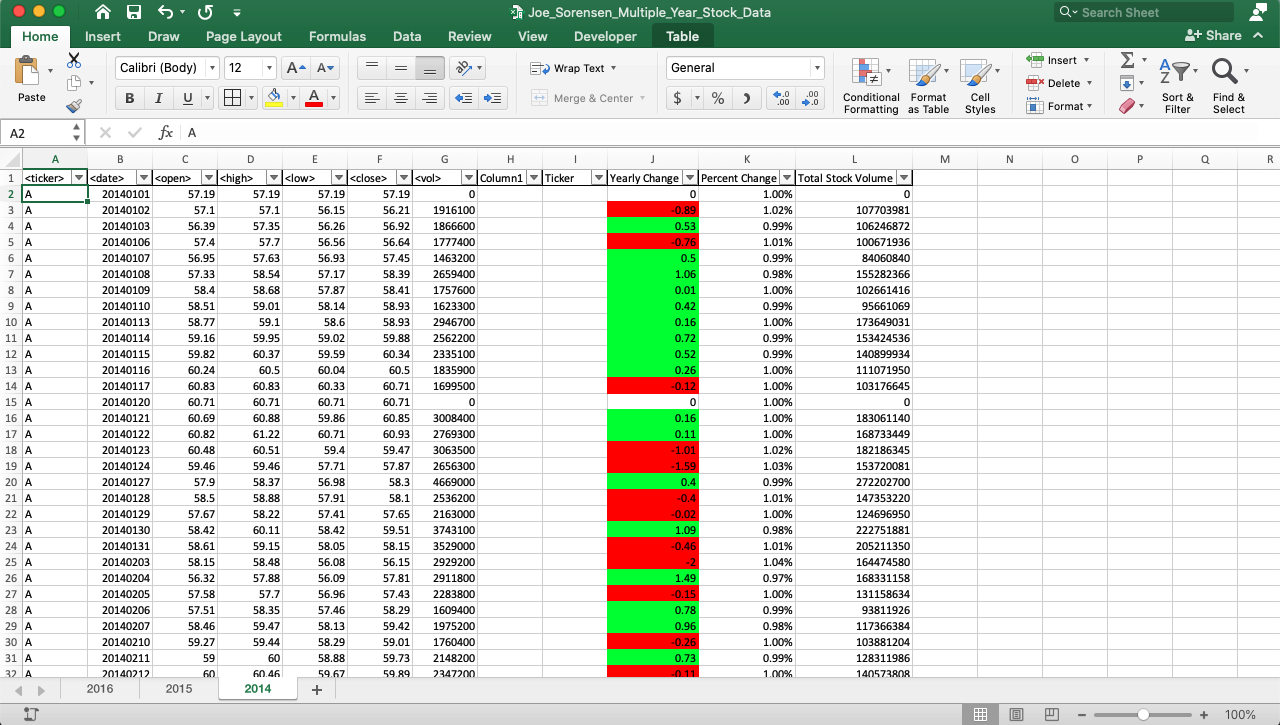 Joe_Sorensen_Multiple_Year_Stock_Data
Search Sheet
Home Insert Draw Page Layout Formulas Data Review View Developer Table Share
Paste
Calibri (Body) 12 A A
B I U A
Wrap Text
Merge & Center
General
$ % )
Conditional Formatting
Format as Table
Cell Styles
Insert
Delete
Format
Sort & Filter
Find & Select
A2 fx A
A B C D E F G H I J K L M N O P Q R
1 <ticker> <date> <open> <high> <low> <close> <vol> Column1 Ticker Yearly Change Percent Change Total Stock Volume
2 A 20140101 57.19 57.19 57.19 57.19 0 0 1.00% 0
3 A 20140102 57.1 57.1 56.15 56.21 1916100 -0.89 1.02% 107703981
4 A 20140103 56.39 57.35 56.26 56.92 1866600 0.53 0.99% 106246872
5 A 20140106 57.4 57.7 56.56 56.64 1777400 -0.76 1.01% 100671936
6 A 20140107 56.95 57.63 56.93 57.45 1463200 0.5 0.99% 84060840
7 A 20140108 57.33 58.54 57.17 58.39 2659400 1.06 0.98% 155282366
8 A 20140109 58.4 58.68 57.87 58.41 1757600 0.01 1.00% 102661416
9 A 20140110 58.51 59.01 58.14 58.93 1623300 0.42 0.99% 95661069
10 A 20140113 58.77 59.1 58.6 58.93 2946700 0.16 1.00% 173649031
11 A 20140114 59.16 59.95 59.02 59.88 2562200 0.72 0.99% 153424536
12 A 20140115 59.82 60.37 59.59 60.34 2335100 0.52 0.99% 140899934
13 A 20140116 60.24 60.5 60.04 60.5 1835900 0.26 1.00% 111071950
14 A 20140117 60.83 60.83 60.33 60.71 1699500 -0.12 1.00% 103176645
15 A 20140120 60.71 60.71 60.71 60.71 0 0 1.00% 0
16 A 20140121 60.69 60.88 59.86 60.85 3008400 0.16 1.00% 183061140
17 A 20140122 60.82 61.22 60.71 60.93 2769300 0.11 1.00% 168733449
18 A 20140123 60.48 60.51 59.4 59.47 3063500 -1.01 1.02% 182186345
19 A 20140124 59.46 59.46 57.71 57.87 2656300 -1.59 1.03% 153720081
20 A 20140127 57.9 58.37 56.98 58.3 4669000 0.4 0.99% 272202700
21 A 20140128 58.5 58.88 57.91 58.1 2536200 -0.4 1.01% 147353220
22 A 20140129 57.67 58.22 57.41 57.65 2163000 -0.02 1.00% 124696950
23 A 20140130 58.42 60.11 58.42 59.51 3743100 1.09 0.98% 222751881
24 A 20140131 58.61 59.15 58.05 58.15 3529000 -0.46 1.01% 205211350
25 A 20140203 58.15 58.48 56.08 56.15 2929200 -2 1.04% 164474580
26 A 20140204 56.32 57.88 56.09 57.81 2911800 1.49 0.97% 168331158
27 A 20140205 57.58 57.7 56.96 57.43 2283800 -0.15 1.00% 131158634
28 A 20140206 57.51 58.35 57.46 58.29 1609400 0.78 0.99% 93811926
29 A 20140207 58.46 59.47 58.13 59.42 1975200 0.96 0.98% 117366384
30 A 20140210 59.27 59.44 58.29 59.01 1760400 -0.26 1.00% 103881204
31 A 20140211 59 60 58.88 59.73 2148200 0.73 0.99% 128311986
32 A 20140212 60 60.46 59.67 59.89 2347200 -0.11 1.00% 140573808
2016 2015 2014 +
100%